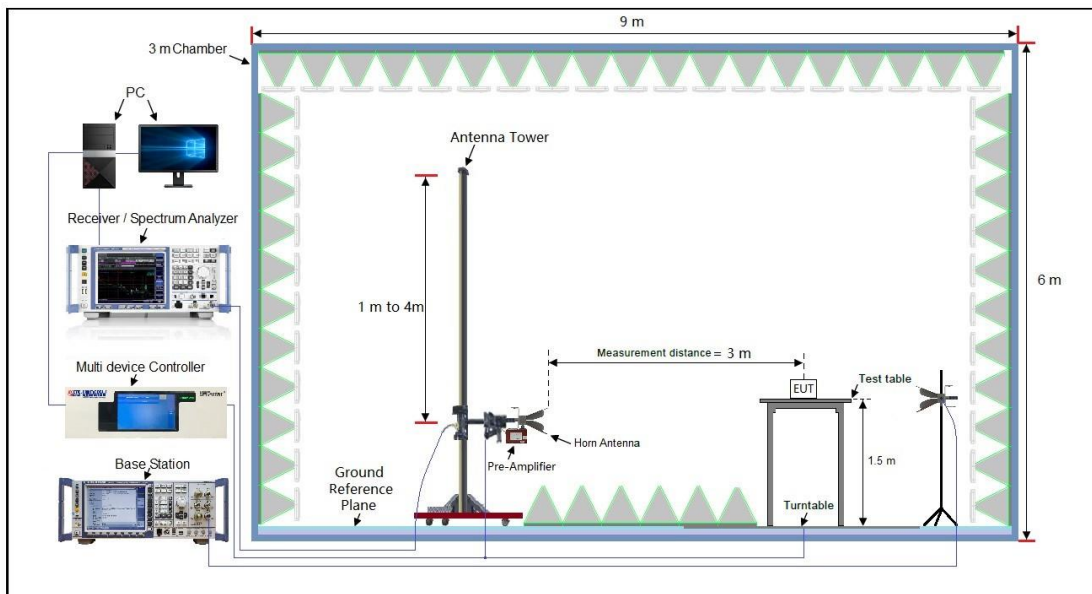 9 m
3 m Chamber
PC
Antenna Tower
Receiver / Spectrum Analyzer
6 m
1 m to 4m
Measurement distance = 3 m
Multi device Controller
EUT
Test table
Horn Antenna
1.5 m
Pre-Amplifier
Base Station
Ground
Reference
Plane
Turntable